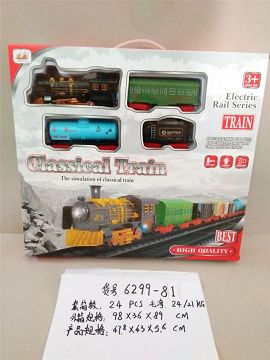 3+
Electric
Rail Series
TRAIN
Classical Train
The simulation of classical train
BEST
HIGH QUALITY
货号 6299-81
装箱数: 24 PCS 毛净 24/21 KG
外箱规格: 98×36×89 CM
产品规格: 47.8×43×5.6 CM